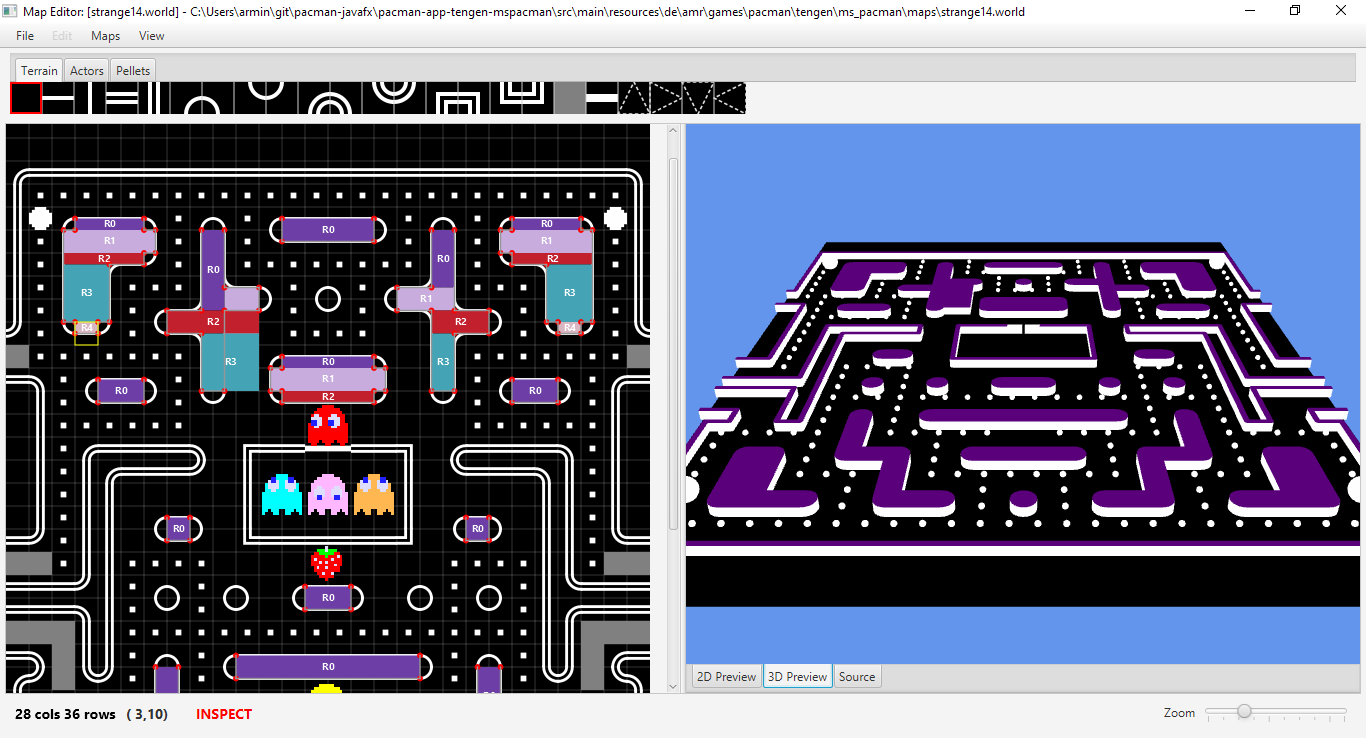 Map Editor: [strange14.world] - C:\Users\armin\git\pacman-javafx\pacman-app-tengen-mspacman\src\main\resources\de\amr\games\pacman\tengen\ms_pacman\maps\strange14.world
File Edit Maps View
Terrain Actors Pellets
R0 R0
R1 R0 R1
R2 R0 R0 R2
R3 R1 R3
R2 R2
R4 R4
R3 R0 R3
R0 R1 R0
R2
R0 R0
R0
R0
2D Preview 3D Preview Source
28 cols 36 rows ( 3,10) INSPECT Zoom